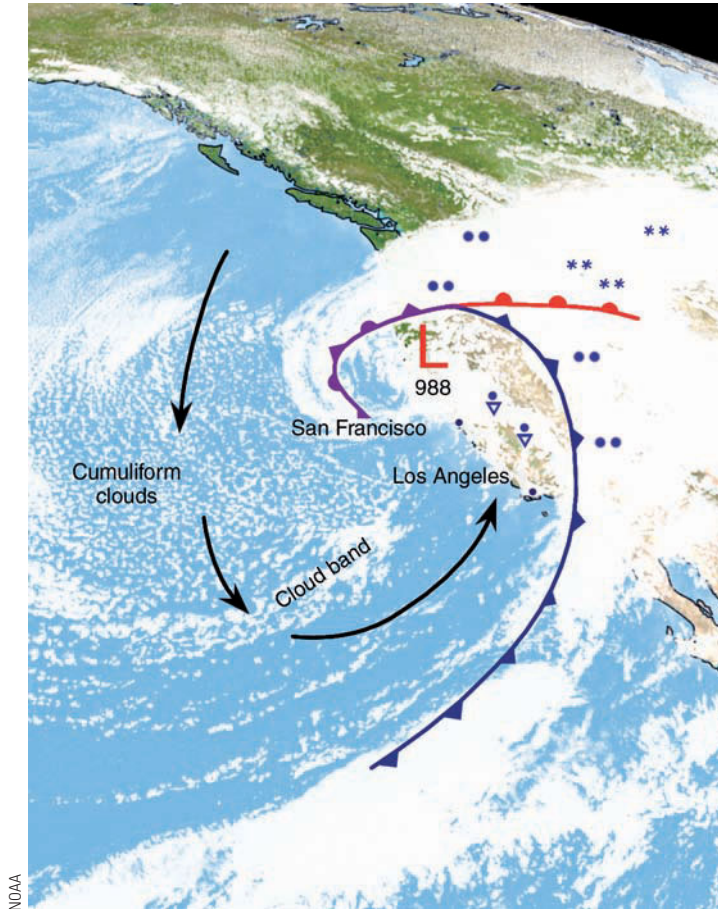 L
988
San Francisco
Los Angeles
Cumuliform
clouds
Cloud band
NOAA